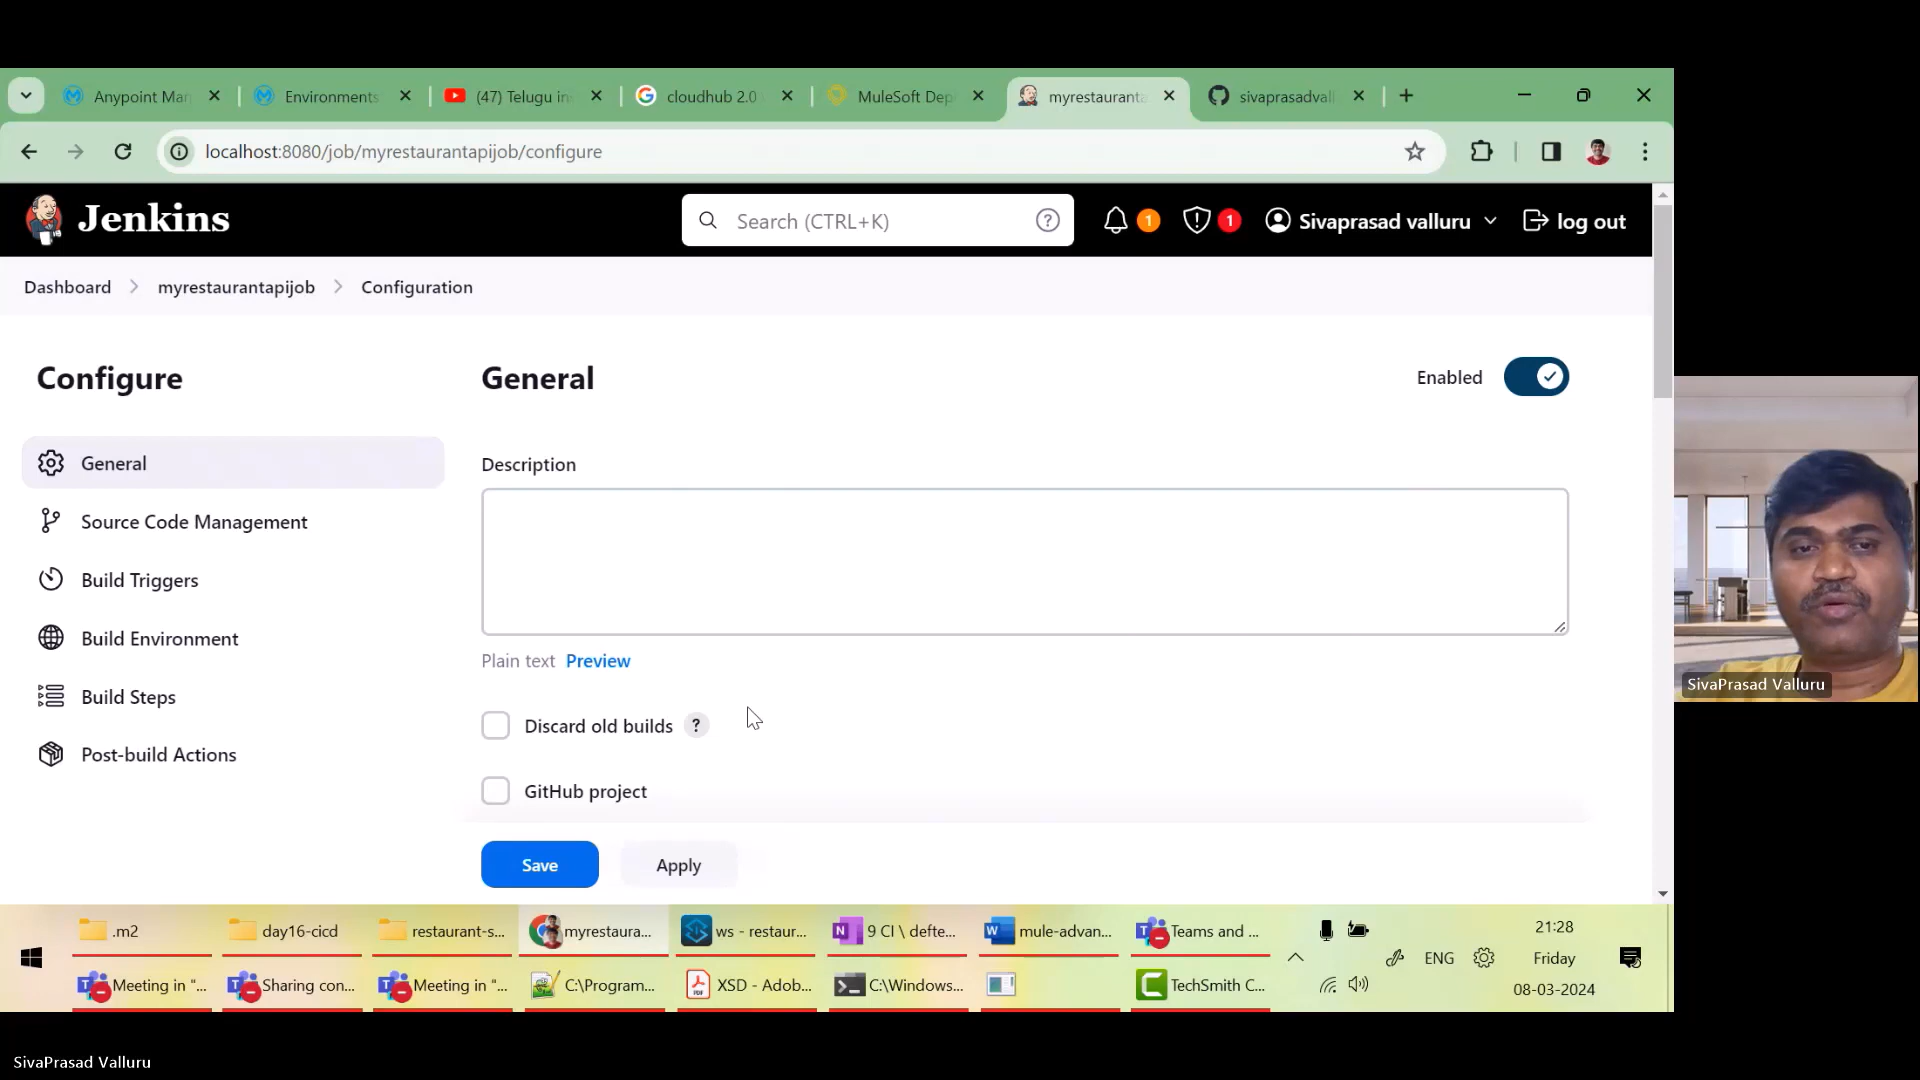 Anypoint Man
Environments
(47) Telugu in
cloudhub 2.0
MuleSoft Dep
myrestauranta
sivaprasadvall
localhost:8080/job/myrestaurantapijob/configure
Jenkins
Search (CTRL+K)
?
1
1
Sivaprasad valluru
log out
Dashboard
myrestaurantapijob
Configuration
Configure
General
Source Code Management
Build Triggers
Build Environment
Build Steps
Post-build Actions
General
Enabled
Description
Plain text Preview
Discard old builds ?
GitHub project
Save
Apply
SivaPrasad Valluru
.m2
day16-cicd
restaurant-s...
myrestaura...
ws - restaur...
9 CI \ defte...
mule-advan...
Teams and ...
Meeting in "...
Sharing con...
Meeting in "...
C:\Program...
XSD - Adob...
C:\Windows...
TechSmith C...
ENG
21:28
Friday
08-03-2024
SivaPrasad Valluru